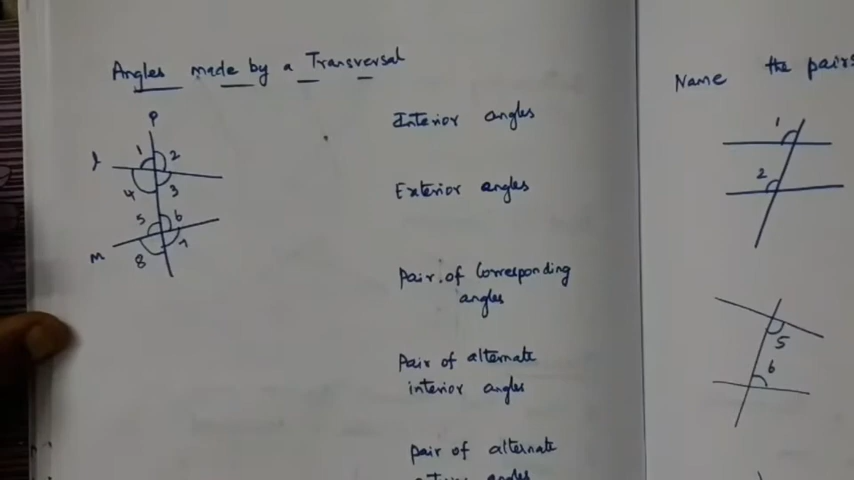 Angles made by a Transversal
P
l
1 2
4 3
5 6
8 7
m
Interior angles
Exterior angles
Pair of Corresponding
angles
Pair of alternate
interior angles
pair of alternate
angles
Name the pairs
1
2
5
6